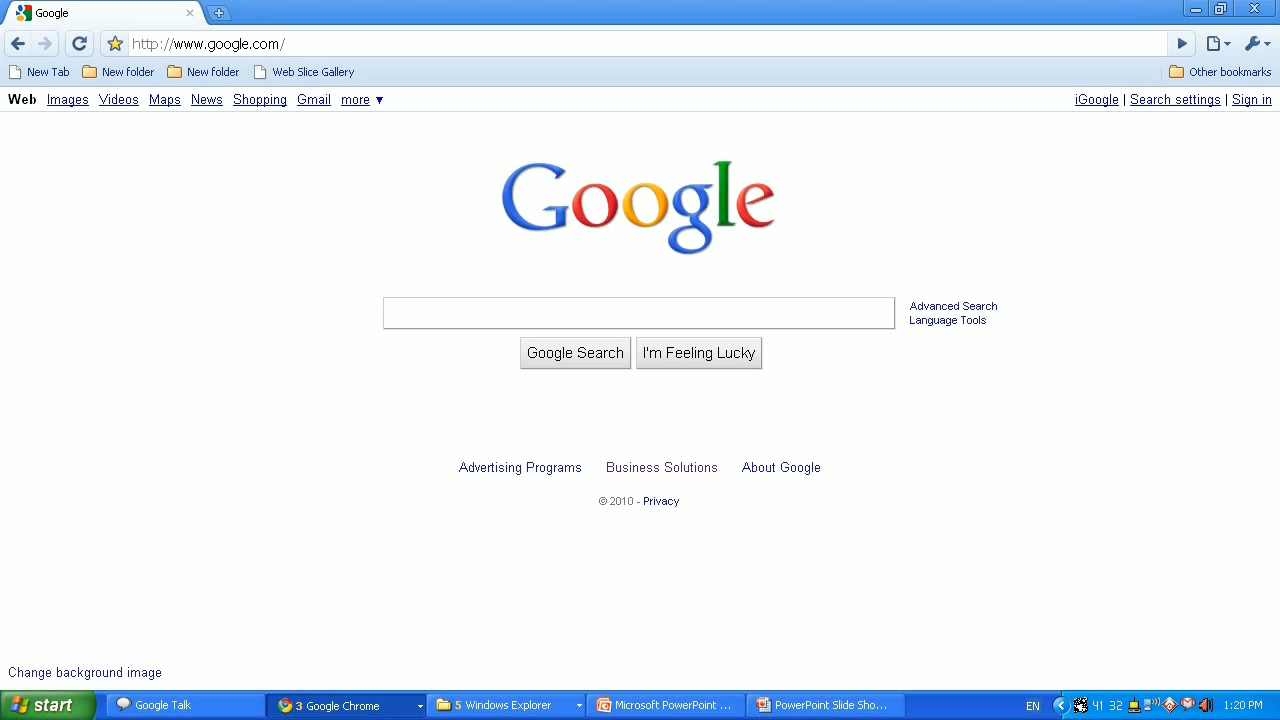 Google
http://www.google.com/
New Tab New folder New folder Web Slice Gallery Other bookmarks
Web Images Videos Maps News Shopping Gmail more ▼ iGoogle | Search settings | Sign in
Google
Advanced Search
Language Tools
Google Search I'm Feeling Lucky
Advertising Programs Business Solutions About Google
© 2010 - Privacy
Change background image
start Google Talk 3 Google Chrome 5 Windows Explorer Microsoft PowerPoint ... PowerPoint Slide Sho... EN 41 32 1:20 PM